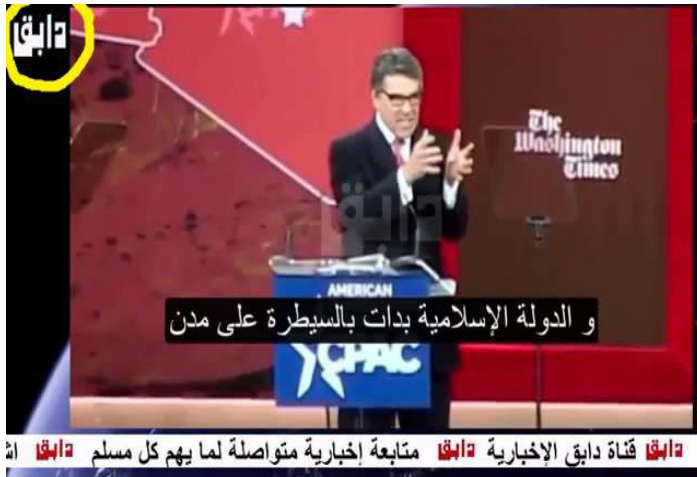 دابق
The
Washington
Times
دابق
AMERICAN
و الدولة الإسلامية بدات بالسيطرة على مدن
CPAC
دابق قناة دابق الإخبارية دابق متابعة إخبارية متواصلة لما يهم كل مسلم دابق